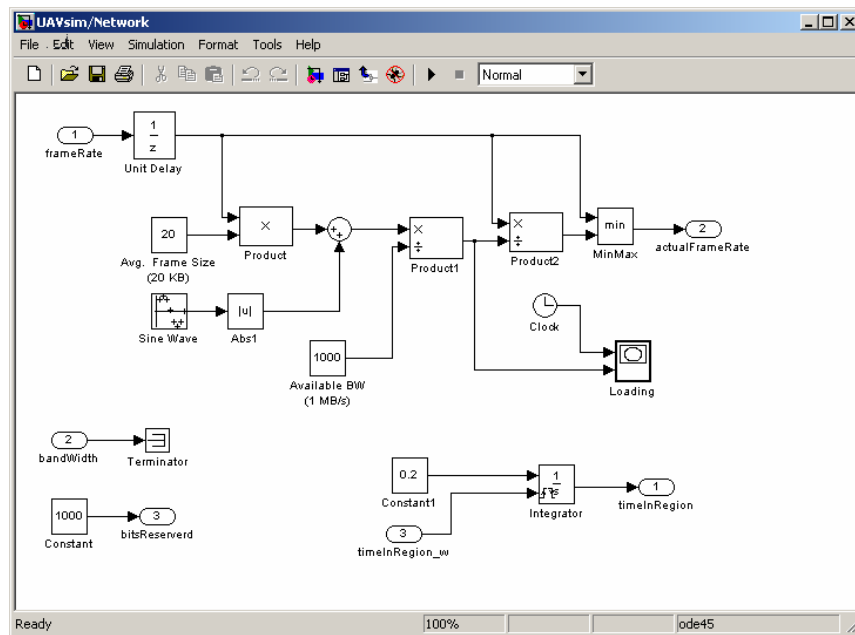 UAVsim/Network
File Edit View Simulation Format Tools Help
Normal
1
frameRate
1
z
Unit Delay
20
Avg. Frame Size
(20 KB)
×
Product
+
+
×
÷
Product1
×
÷
Product2
min
MinMax
2
actualFrameRate
Sine Wave
|u|
Abs1
1000
Available BW
(1 MB/s)
Clock
Loading
2
bandWidth
Terminator
1000
Constant
3
bitsReserverd
0.2
Constant1
3
timeInRegion_w
1
s
Integrator
1
timeInRegion
Ready 100% ode45